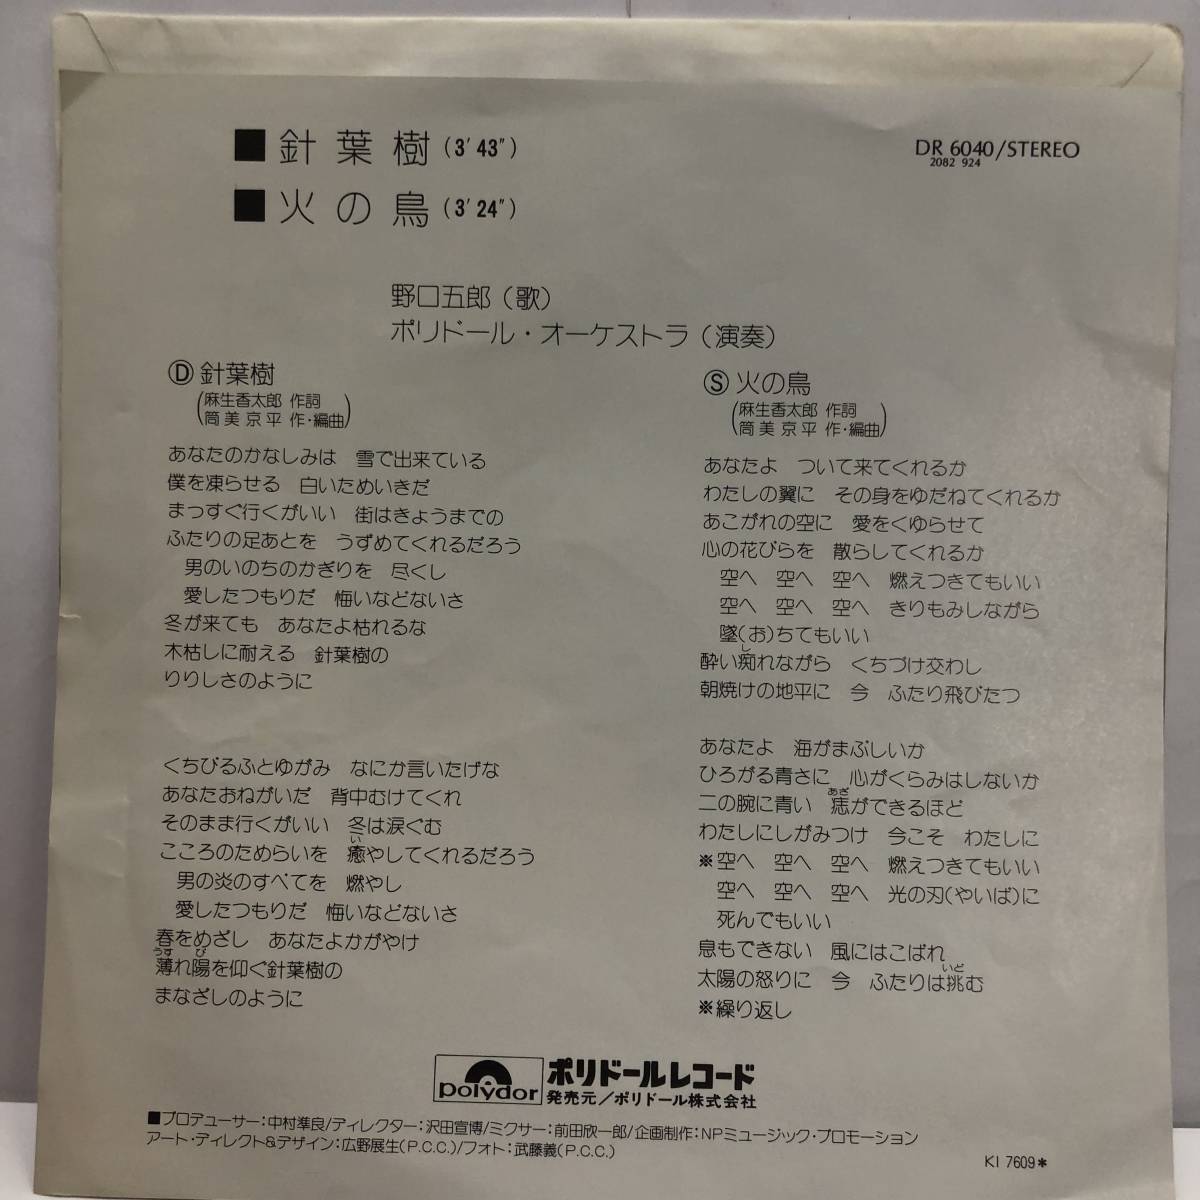 ■針葉樹(3′43″)
■火の鳥(3′24″)
DR 6040/STEREO
2082 924
野口五郎(歌)
ポリドール・オーケストラ(演奏)
Ⓓ針葉樹
麻生香太郎 作詞
筒美京平 作・編曲
あなたのかなしみは 雪で出来ている
僕を凍らせる 白いためいきだ
まっすぐ行くがいい 街はきょうまでの
ふたりの足あとを うずめてくれるだろう
男のいのちのかぎりを 尽くし
愛したつもりだ 悔いなどないさ
冬が来ても あなたよ枯れるな
木枯しに耐える 針葉樹の
りりしさのように
くちびるふとゆがみ なにか言いたげな
あなたおねがいだ 背中むけてくれ
そのまま行くがいい 冬は涙ぐむ
い
こころのためらいを 癒やしてくれるだろう
男の炎のすべてを 燃やし
愛したつもりだ 悔いなどないさ
春をめざし あなたよかがやけ
うす び
薄れ陽を仰ぐ針葉樹の
まなざしのように
Ⓢ火の鳥
麻生香太郎 作詞
筒美京平 作・編曲
あなたよ ついて来てくれるか
わたしの翼に その身をゆだねてくれるか
あこがれの空に 愛をくゆらせて
心の花びらを 散らしてくれるか
空へ 空へ 空へ 燃えつきてもいい
空へ 空へ 空へ きりもみしながら
墜(お)ちてもいい
し
酔い痴れながら くちづけ交わし
朝焼けの地平に 今 ふたり飛びたつ
あなたよ 海がまぶしいか
ひろがる青さに 心がくらみはしないか
あざ
二の腕に青い 痣ができるほど
わたしにしがみつけ 今こそ わたしに
※空へ 空へ 空へ 燃えつきてもいい
空へ 空へ 空へ 光の刃(やいば)に
死んでもいい
息もできない 風にはこばれ
いど
太陽の怒りに 今 ふたりは挑む
※繰り返し
polydor
ポリドールレコード
発売元/ポリドール株式会社
■プロデューサー:中村準良/ディレクター:沢田宣博/ミクサー:前田欣一郎/企画制作:NPミュージック・プロモーション
アート・ディレクト&デザイン:広野展生(P.C.C.)/フォト:武藤義(P.C.C.)
KI 7609*